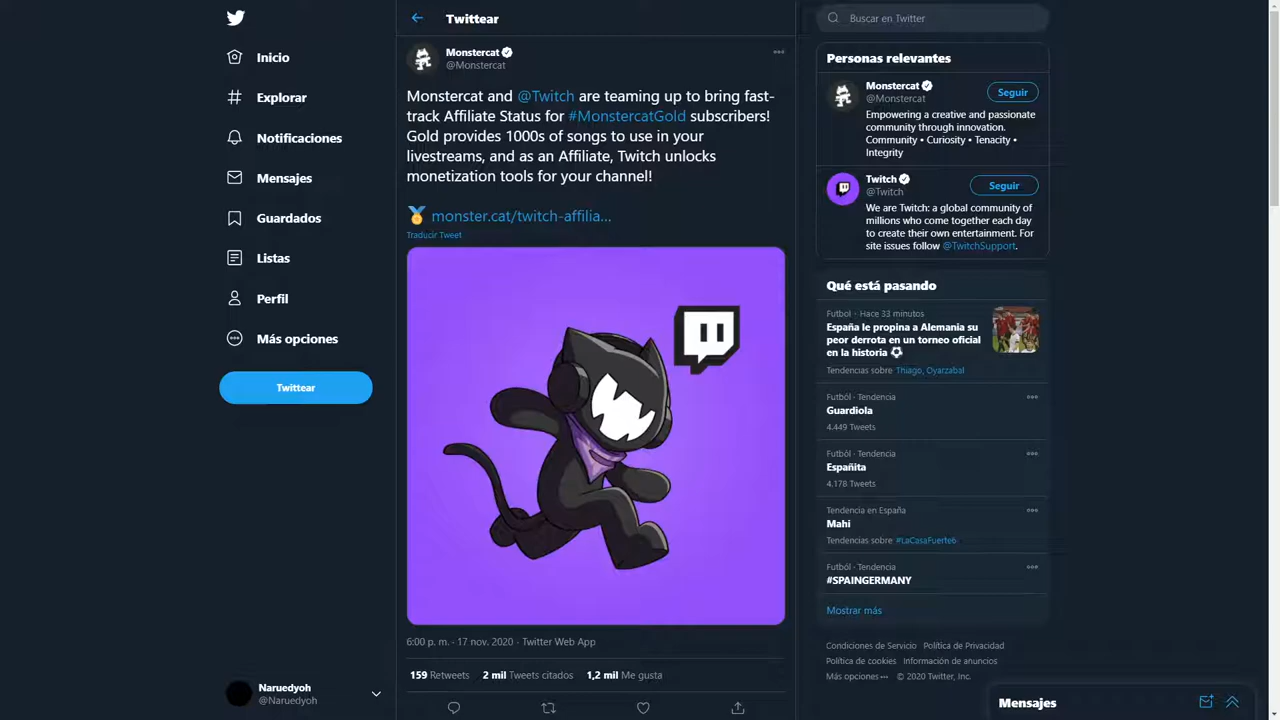 Inicio
Explorar
Notificaciones
Mensajes
Guardados
Listas
Perfil
Más opciones
Twittear
Naruedyoh
@Naruedyoh
Twittear
Monstercat
@Monstercat
Monstercat and @Twitch are teaming up to bring fast-
track Affiliate Status for #MonstercatGold subscribers!
Gold provides 1000s of songs to use in your
livestreams, and as an Affiliate, Twitch unlocks
monetization tools for your channel!
monster.cat/twitch-affilia...
Traducir Tweet
6:00 p. m. · 17 nov. 2020 · Twitter Web App
159 Retweets 2 mil Tweets citados 1,2 mil Me gusta
Buscar en Twitter
Personas relevantes
Monstercat
@Monstercat
Seguir
Empowering a creative and passionate
community through innovation.
Community • Curiosity • Tenacity •
Integrity
Twitch
@Twitch
Seguir
We are Twitch: a global community of
millions who come together each day
to create their own entertainment. For
site issues follow @TwitchSupport.
Qué está pasando
Futbol · Hace 33 minutos
España le propina a Alemania su
peor derrota en un torneo oficial
en la historia
Tendencias sobre Thiago, Oyarzabal
Futból · Tendencia
Guardiola
4.449 Tweets
Futból · Tendencia
Españita
4.178 Tweets
Tendencia en España
Mahi
Tendencias sobre #LaCasaFuerte6
Futból · Tendencia
#SPAINGERMANY
Mostrar más
Condiciones de Servicio Política de Privacidad
Política de cookies Información de anuncios
Más opciones © 2020 Twitter, Inc.
Mensajes